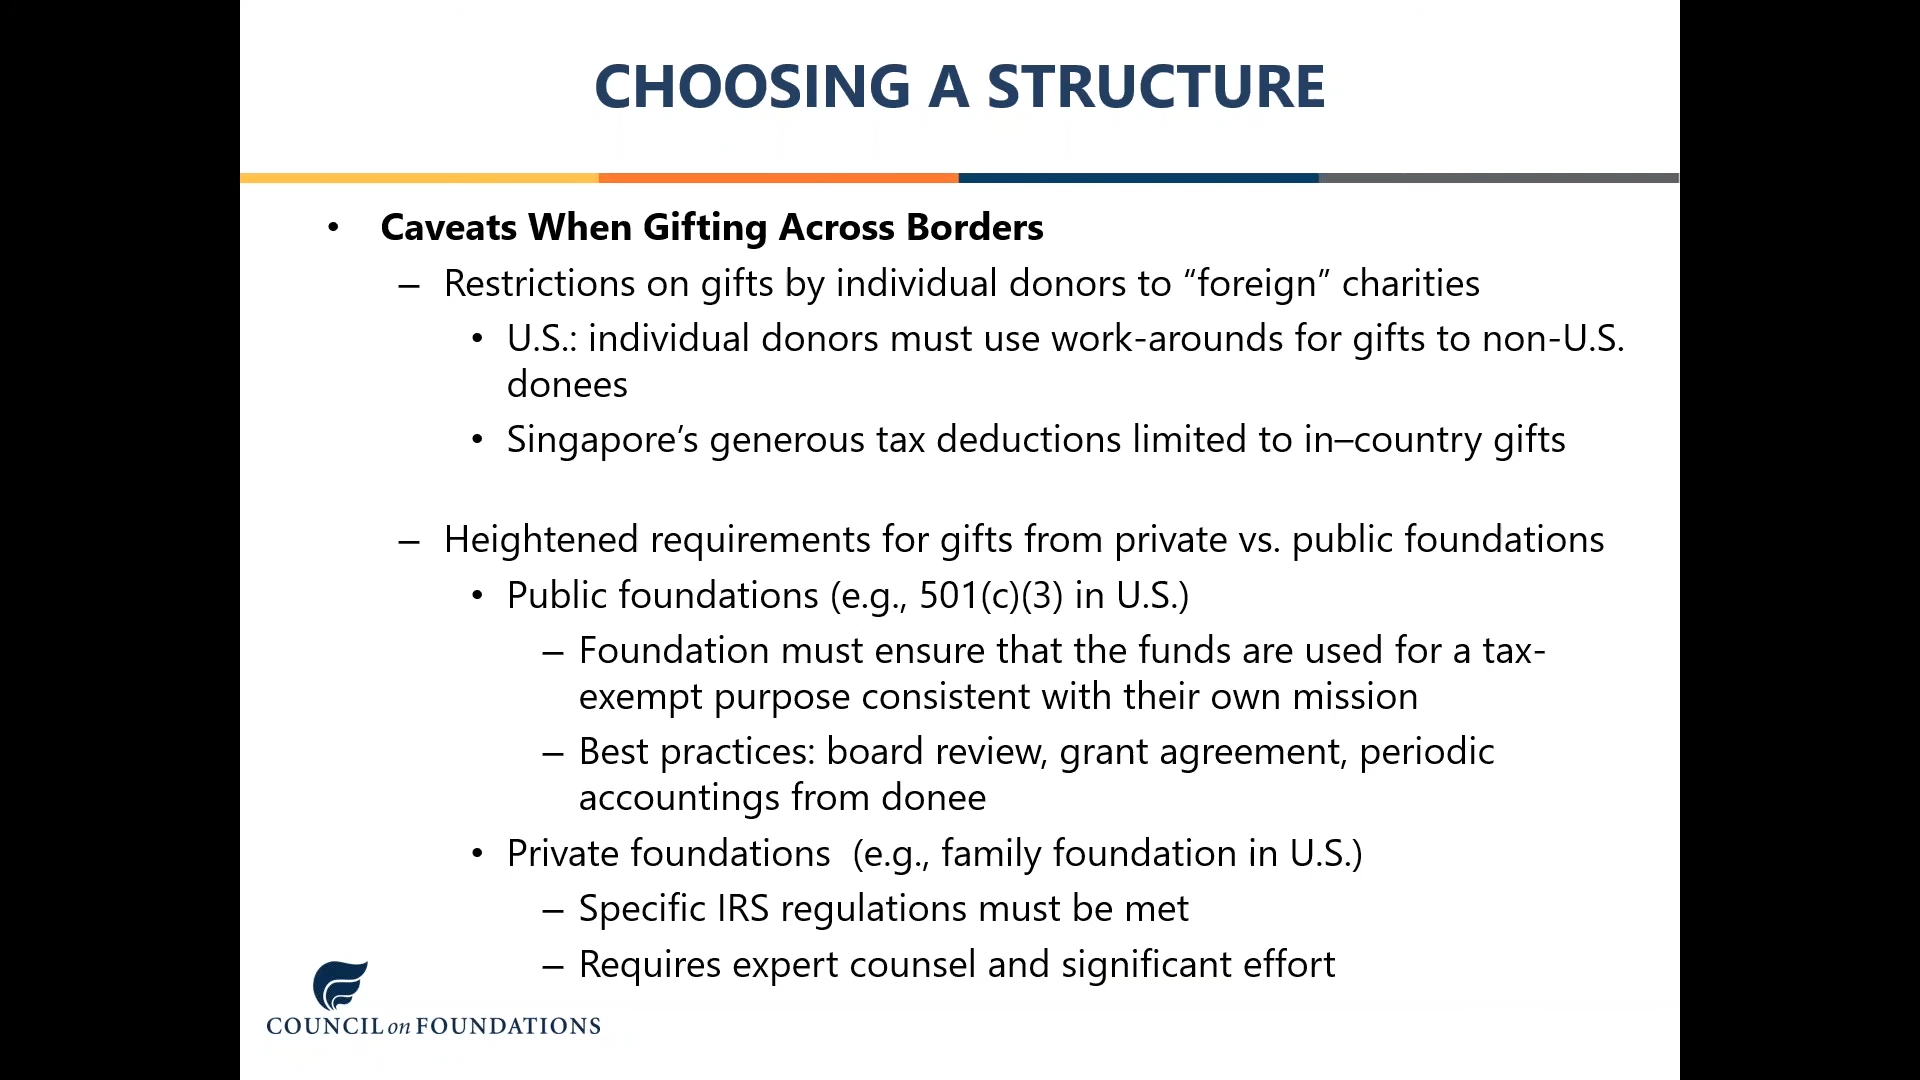 CHOOSING A STRUCTURE
• Caveats When Gifting Across Borders
– Restrictions on gifts by individual donors to “foreign” charities
• U.S.: individual donors must use work-arounds for gifts to non-U.S.
donees
• Singapore’s generous tax deductions limited to in–country gifts
– Heightened requirements for gifts from private vs. public foundations
• Public foundations (e.g., 501(c)(3) in U.S.)
– Foundation must ensure that the funds are used for a tax-
exempt purpose consistent with their own mission
– Best practices: board review, grant agreement, periodic
accountings from donee
• Private foundations  (e.g., family foundation in U.S.)
– Specific IRS regulations must be met
– Requires expert counsel and significant effort
COUNCIL on FOUNDATIONS